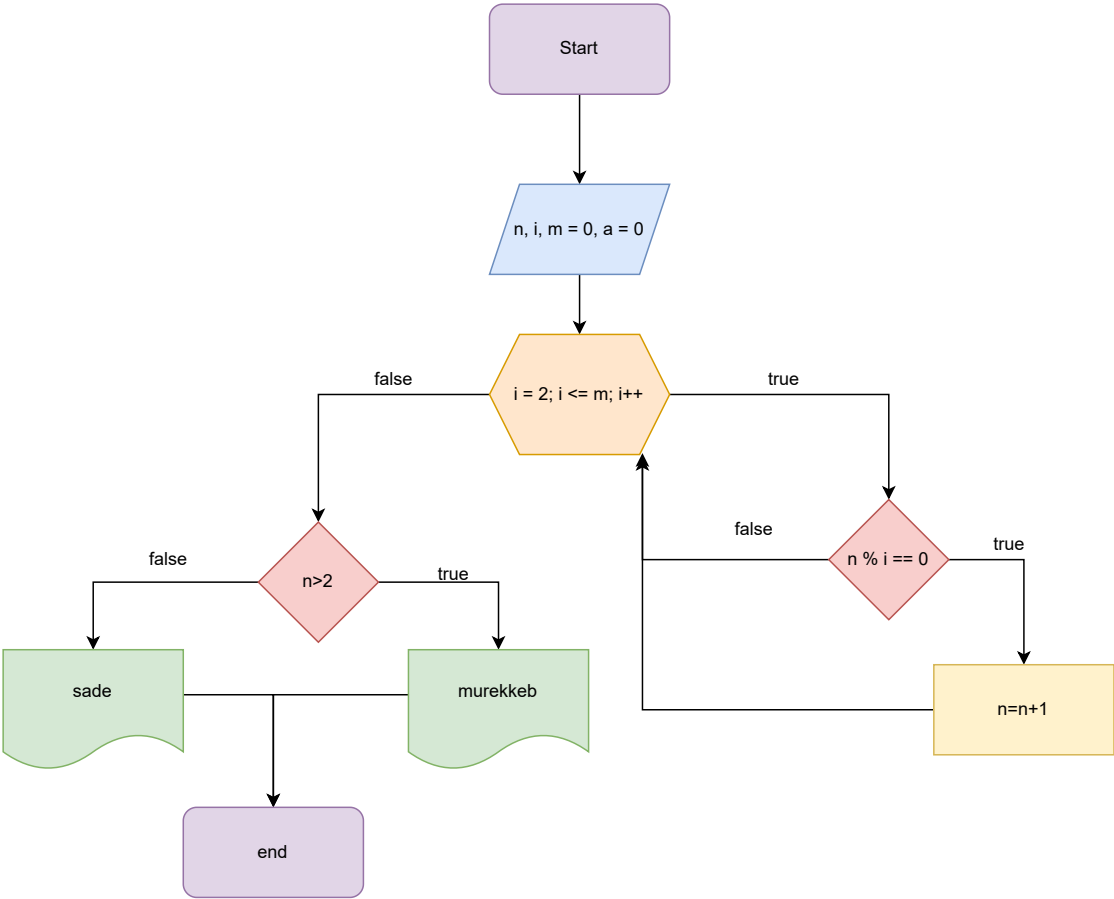 Start
n, i, m = 0, a = 0
i = 2; i <= m; i++
false
true
n>2
false
true
n % i == 0
false
true
sade
murekkeb
n=n+1
end